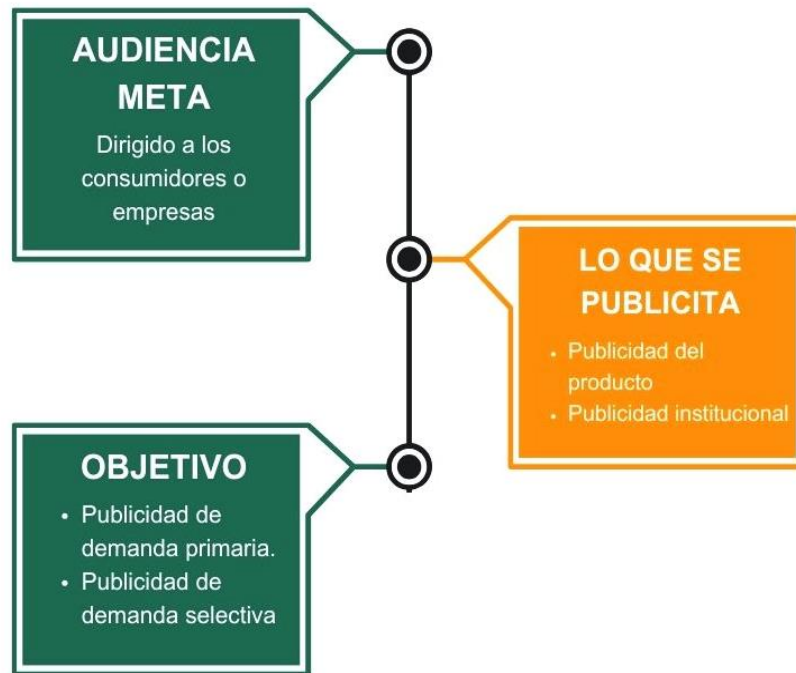 AUDIENCIA
META
Dirigido a los
consumidores o
empresas
LO QUE SE
PUBLICITA
• Publicidad del
producto
• Publicidad institucional
OBJETIVO
• Publicidad de
demanda primaria.
• Publicidad de
demanda selectiva